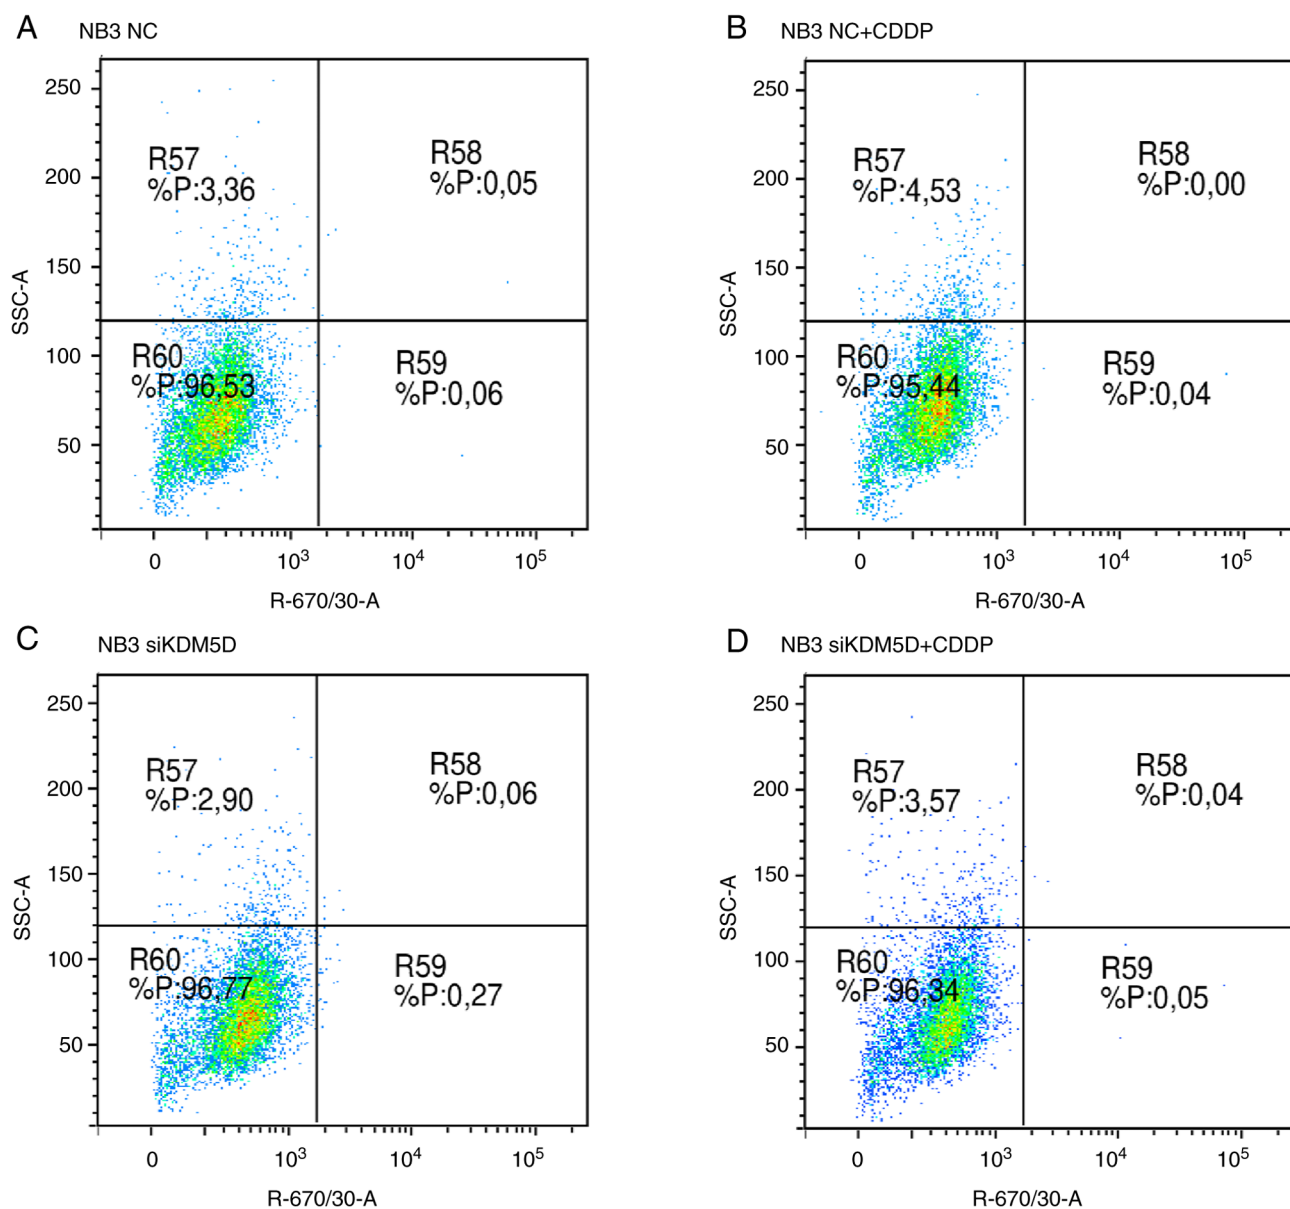 A NB3 NC
250
200
150
100
50
SSC-A
R57
%P:3,36
R58
%P:0,05
R60
%P:96,53
R59
%P:0,06
0 10³ 10⁴ 10⁵
R-670/30-A
B NB3 NC+CDDP
250
200
150
100
50
SSC-A
R57
%P:4,53
R58
%P:0,00
R60
%P:95,44
R59
%P:0,04
0 10³ 10⁴ 10⁵
R-670/30-A
C NB3 siKDM5D
250
200
150
100
50
SSC-A
R57
%P:2,90
R58
%P:0,06
R60
%P:96,77
R59
%P:0,27
0 10³ 10⁴ 10⁵
R-670/30-A
D NB3 siKDM5D+CDDP
250
200
150
100
50
SSC-A
R57
%P:3,57
R58
%P:0,04
R60
%P:96,34
R59
%P:0,05
0 10³ 10⁴ 10⁵
R-670/30-A